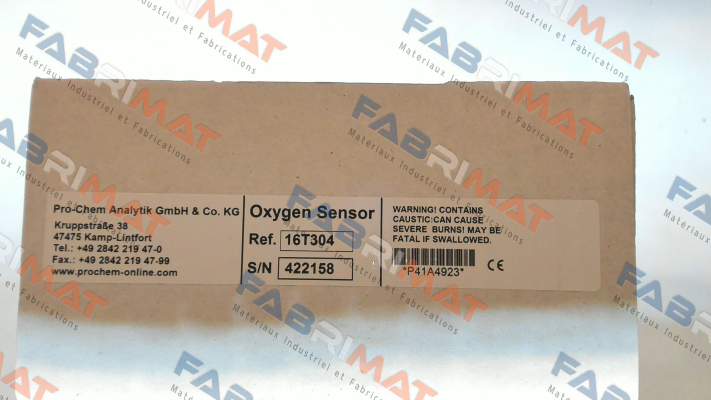 Pro-Chem Analytik GmbH & Co. KG
Kruppstraße 38
47475 Kamp-Lintfort
Tel.: +49 2842 219 47-0
Fax.: +49 2842 219 47-99
www.prochem-online.com
Oxygen Sensor
Ref. 16T304
S/N 422158
WARNING! CONTAINS
CAUSTIC:CAN CAUSE
SEVERE BURNS! MAY BE
FATAL IF SWALLOWED.
*P41A4923*
CE
FABRIMAT
Materiaux Industriel et Fabrications